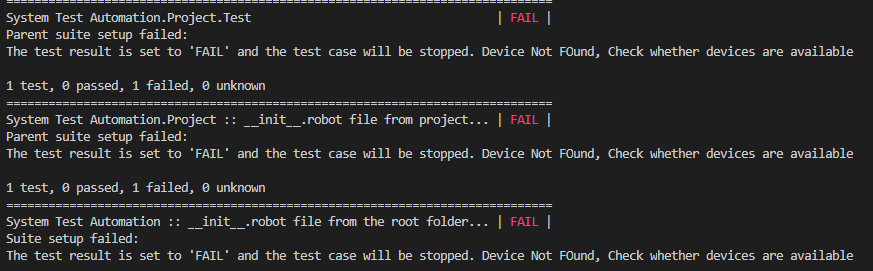 ==============================================================================
System Test Automation.Project.Test | FAIL |
Parent suite setup failed:
The test result is set to 'FAIL' and the test case will be stopped. Device Not FOund, Check whether devices are available
1 test, 0 passed, 1 failed, 0 unknown
==============================================================================
System Test Automation.Project :: __init__.robot file from project... | FAIL |
Parent suite setup failed:
The test result is set to 'FAIL' and the test case will be stopped. Device Not FOund, Check whether devices are available
1 test, 0 passed, 1 failed, 0 unknown
==============================================================================
System Test Automation :: __init__.robot file from the root folder... | FAIL |
Suite setup failed:
The test result is set to 'FAIL' and the test case will be stopped. Device Not FOund, Check whether devices are available